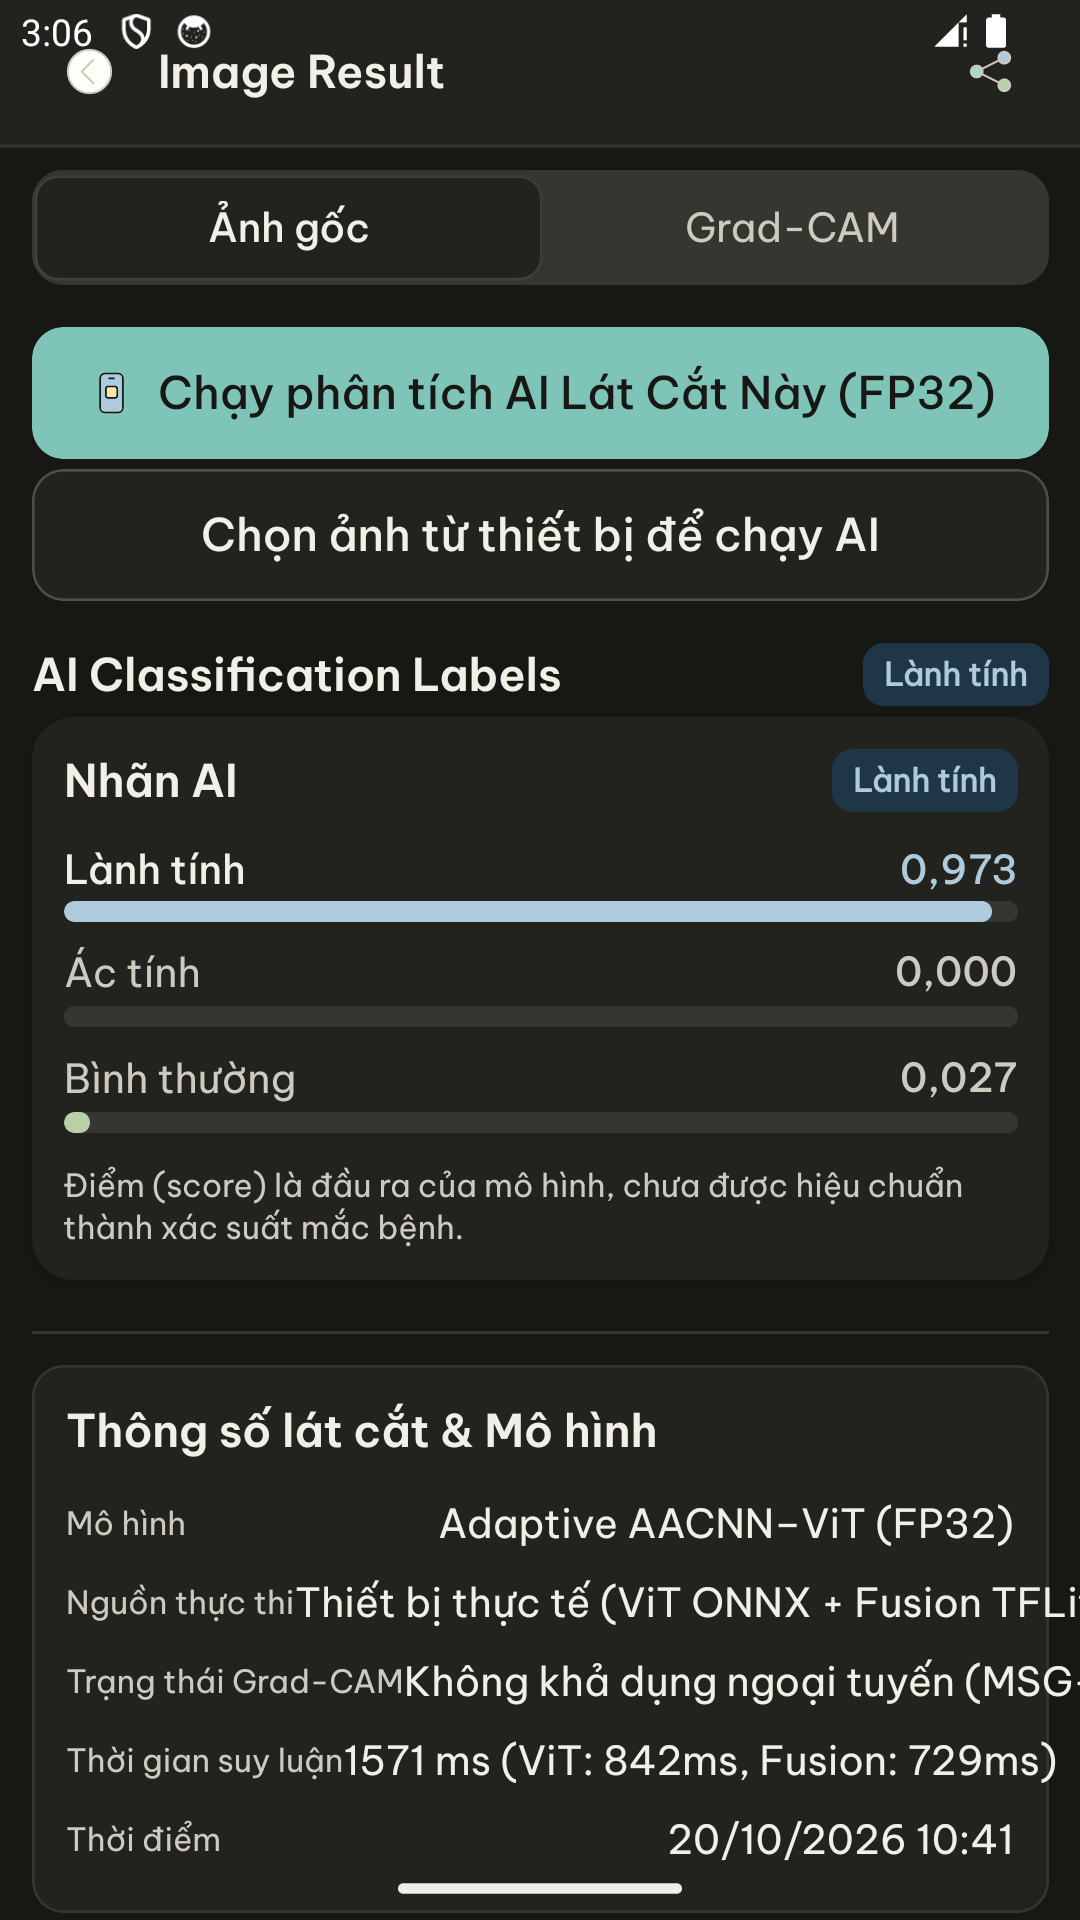 3:06
Image Result
Ảnh gốc
Grad-CAM
Chạy phân tích AI Lát Cắt Này (FP32)
Chọn ảnh từ thiết bị để chạy AI
AI Classification Labels
Lành tính
Nhãn AI
Lành tính
Lành tính 0,973
Ác tính 0,000
Bình thường 0,027
Điểm (score) là đầu ra của mô hình, chưa được hiệu chuẩn
thành xác suất mắc bệnh.
Thông số lát cắt & Mô hình
Mô hình Adaptive AACNN-ViT (FP32)
Nguồn thực thi Thiết bị thực tế (ViT ONNX + Fusion
Trạng thái Grad-CAM Không khả dụng ngoại tuyến (MSG-
Thời gian suy luận 1571 ms (ViT: 842ms, Fusion: 729ms)
Thời điểm 20/10/2026 10:41